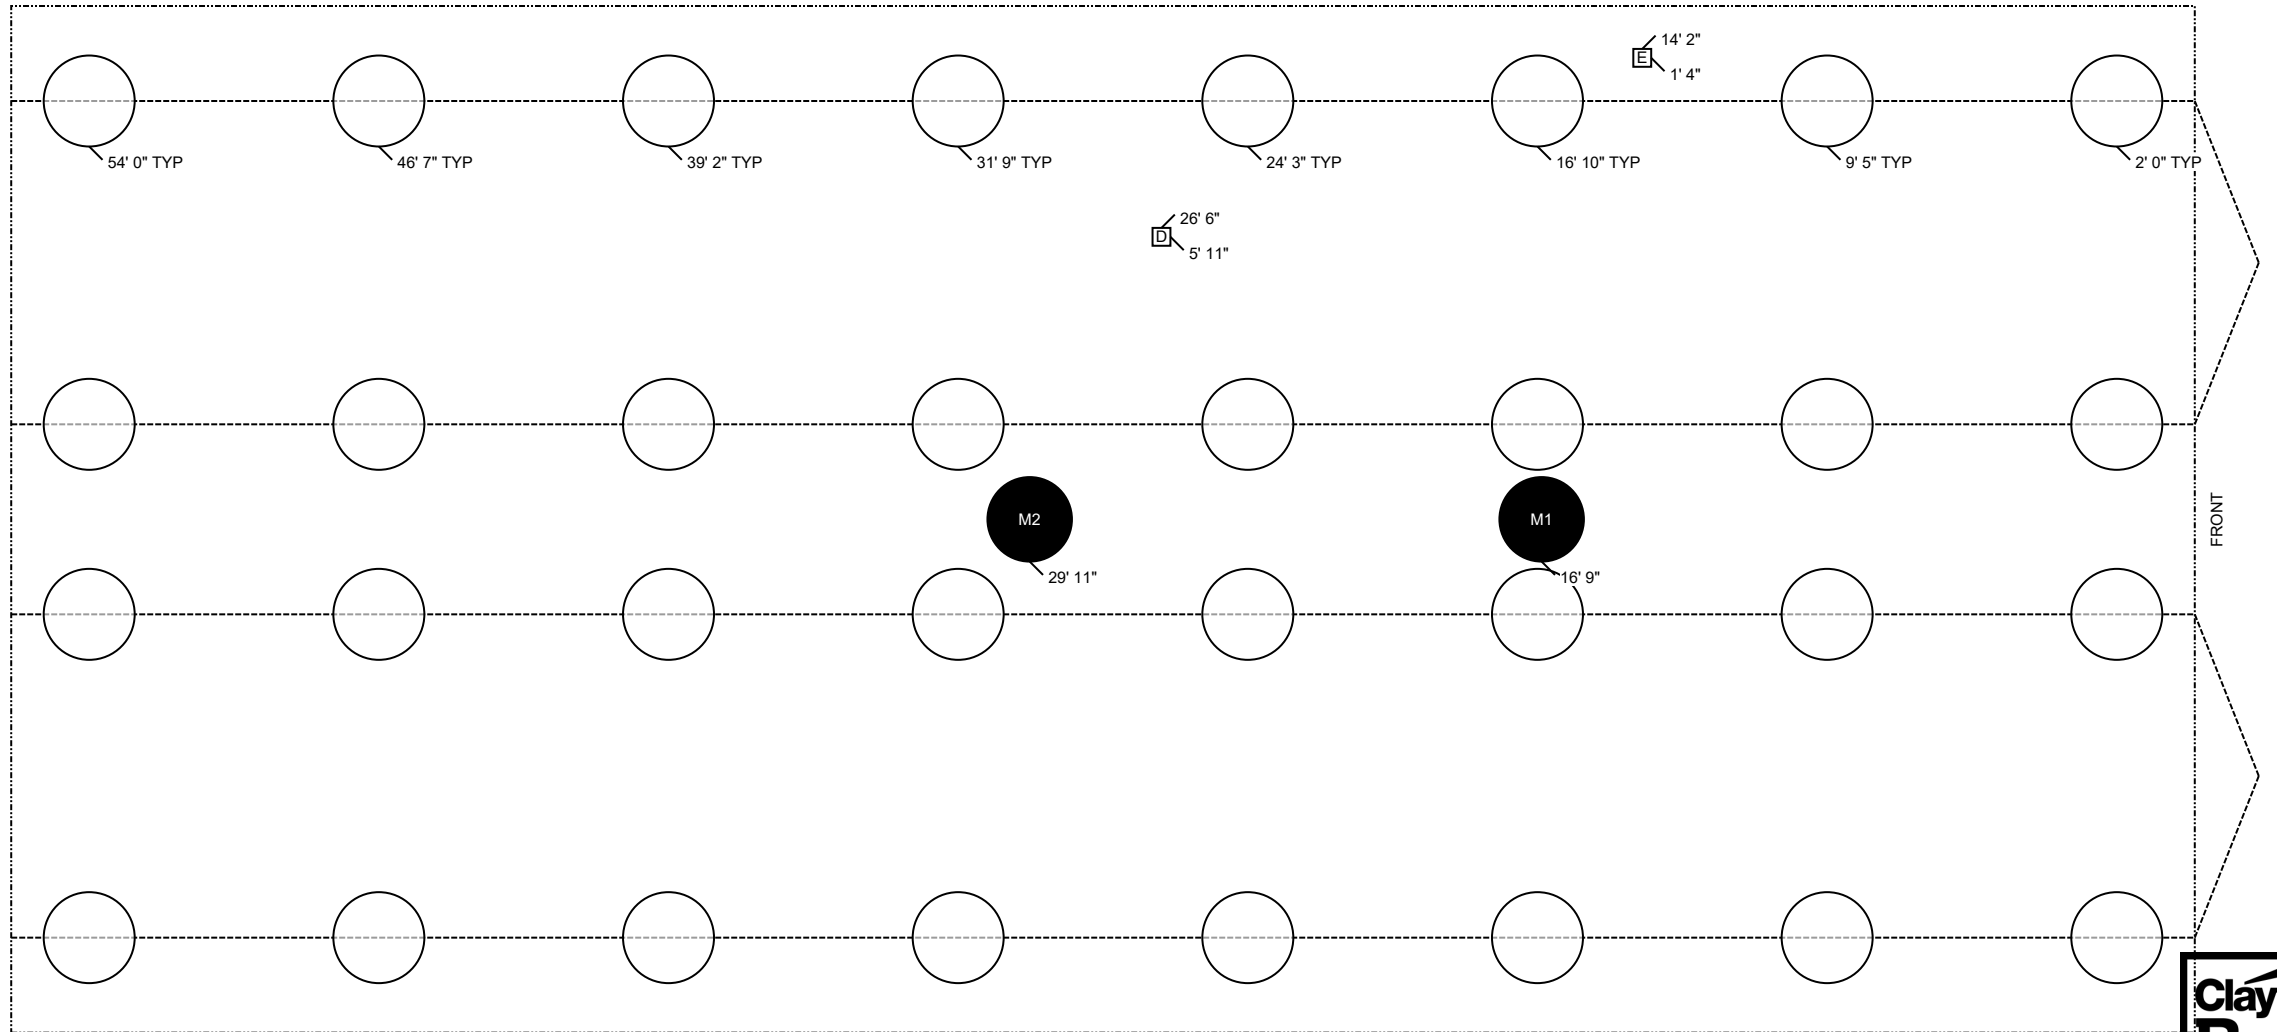 14' 2"
E
1' 4"
54' 0" TYP
46' 7" TYP
39' 2" TYP
31' 9" TYP
24' 3" TYP
16' 10" TYP
9' 5" TYP
2' 0" TYP
26' 6"
D
5' 11"
M2
M1
FRONT
29' 11"
16' 9"
Clay